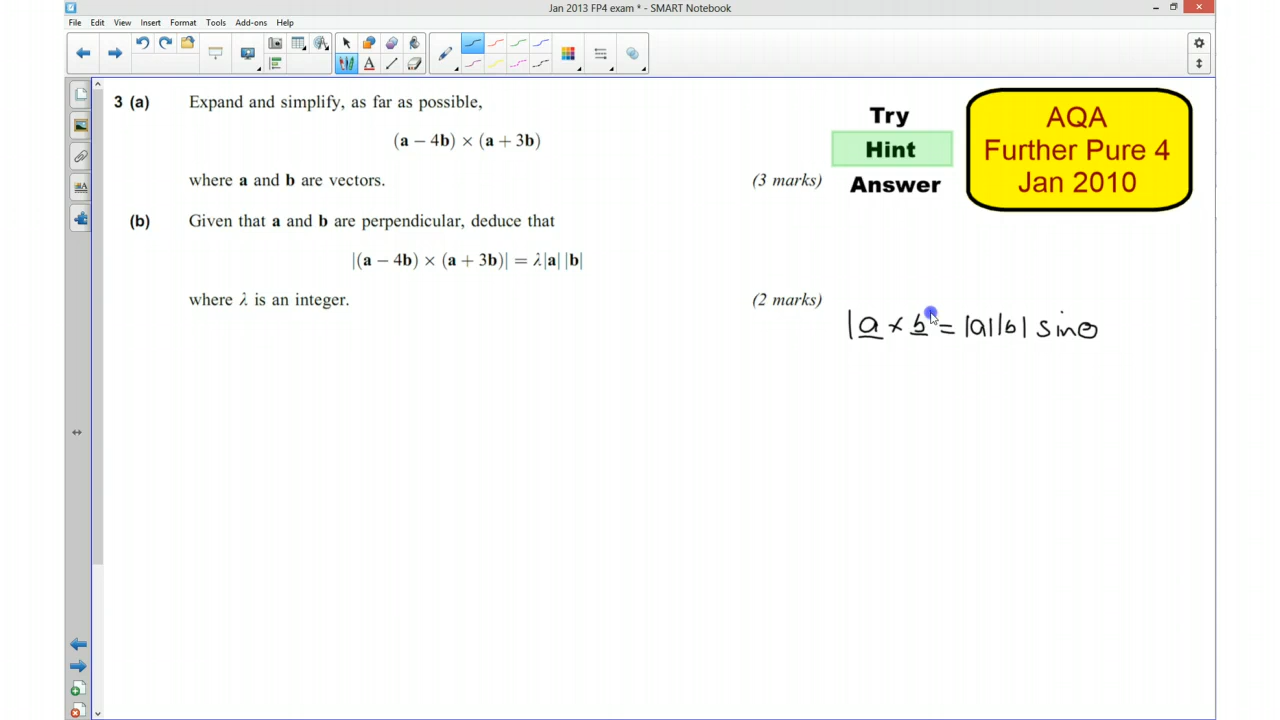 Jan 2013 FP4 exam * - SMART Notebook
File Edit View Insert Format Tools Add-ons Help
3 (a) Expand and simplify, as far as possible,
(a − 4b) × (a + 3b)
where a and b are vectors. (3 marks)
(b) Given that a and b are perpendicular, deduce that
|(a − 4b) × (a + 3b)| = λ|a| |b|
where λ is an integer. (2 marks)
Try
Hint
Answer
AQA
Further Pure 4
Jan 2010
|a × b = |a||b| sinθ